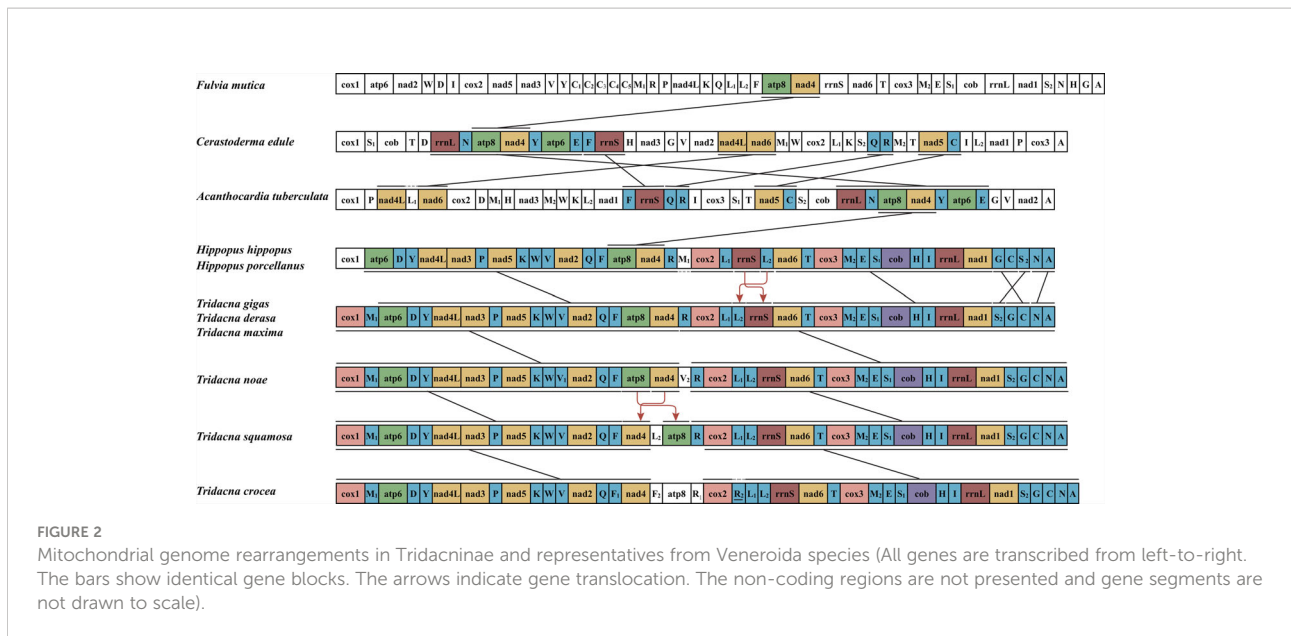 Fulvia mutica
cox1 atp6 nad2 W D I cox2 nad5 nad3 V Y C1 C2 C3 C4 C5 M1 R P nad4L K Q L1 L2 F atp8 nad4 rrnS nad6 T cox3 M2 E S1 cob rrnL nad1 S2 N H G A
Cerastoderma edule
cox1 S1 cob T D rrnL N atp8 nad4 Y atp6 E F rrnS H nad3 G V nad2 nad4L nad6 M1 W cox2 L1 K S2 Q R M2 T nad5 C I L2 nad1 P cox3 A
Acanthocardia tuberculata
cox1 P nad4L L1 nad6 cox2 D M1 H nad3 M2 W K L2 nad1 F rrnS Q R I cox3 S1 T nad5 C S2 cob rrnL N atp8 nad4 Y atp6 E G V nad2 A
Hippopus hippopus
Hippopus porcellanus
cox1 atp6 D Y nad4L nad3 P nad5 K W V nad2 Q F atp8 nad4 R M1 cox2 L1 rrnS L2 nad6 T cox3 M2 E S1 cob H I rrnL nad1 G C S2 N A
Tridacna gigas
Tridacna derasa
Tridacna maxima
cox1 M1 atp6 D Y nad4L nad3 P nad5 K W V nad2 Q F atp8 nad4 R cox2 L1 L2 rrnS nad6 T cox3 M2 E S1 cob H I rrnL nad1 S2 G C N A
Tridacna noae
cox1 M1 atp6 D Y nad4L nad3 P nad5 K W V1 nad2 Q F atp8 nad4 V2 R cox2 L1 L2 rrnS nad6 T cox3 M2 E S1 cob H I rrnL nad1 S2 G C N A
Tridacna squamosa
cox1 M1 atp6 D Y nad4L nad3 P nad5 K W V nad2 Q F nad4 L2 atp8 R cox2 L1 L2 rrnS nad6 T cox3 M2 E S1 cob H I rrnL nad1 S2 G C N A
Tridacna crocea
cox1 M1 atp6 D Y nad4L nad3 P nad5 K W V nad2 Q F1 nad4 F2 atp8 R1 cox2 R2 L1 L2 rrnS nad6 T cox3 M2 E S1 cob H I rrnL nad1 S2 G C N A
FIGURE 2
Mitochondrial genome rearrangements in Tridacninae and representatives from Veneroida species (All genes are transcribed from left-to-right.
The bars show identical gene blocks. The arrows indicate gene translocation. The non-coding regions are not presented and gene segments are
not drawn to scale).